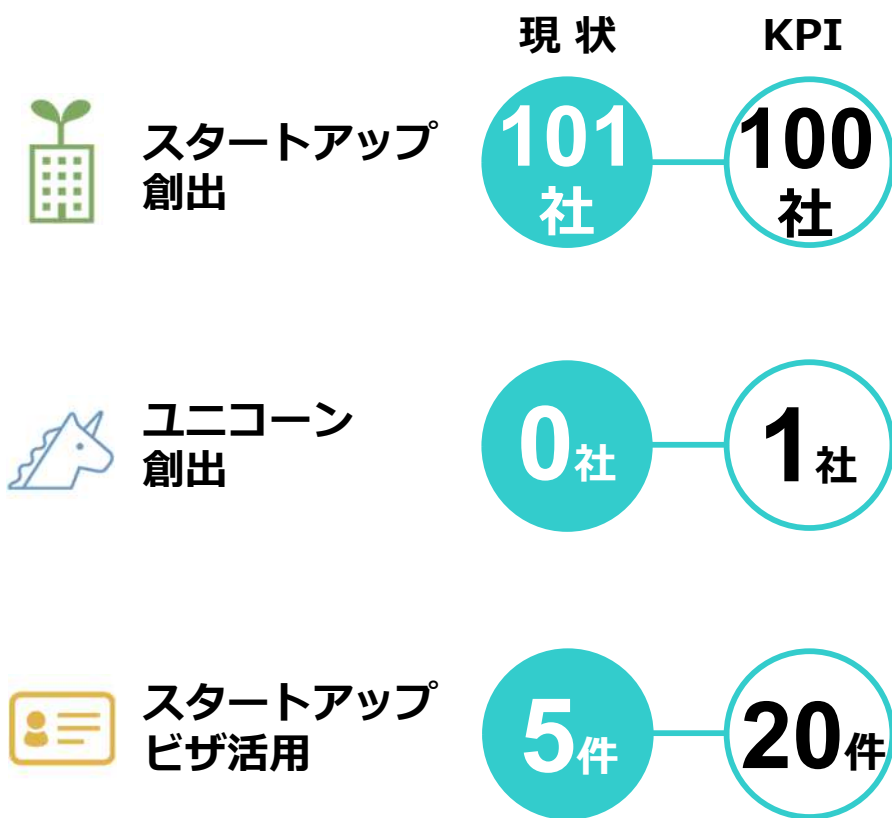 現 状 KPI
スタートアップ
創出
101
社
100
社
ユニコーン
創出
0社
1社
スタートアップ
ビザ活用
5件
20件